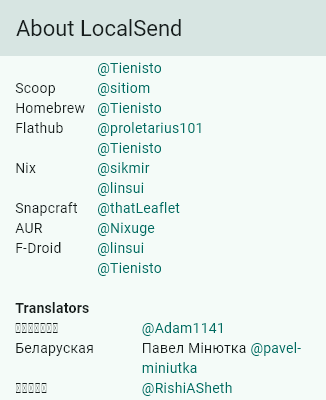 About LocalSend
@Tienisto
Scoop @sitiom
Homebrew @Tienisto
Flathub @proletarius101
@Tienisto
Nix @sikmir
@linsui
Snapcraft @thatLeaflet
AUR @Nixuge
F-Droid @linsui
@Tienisto
Translators
@Adam1141
Беларуская Павел Мінютка @pavel-
miniutka
@RishiASheth